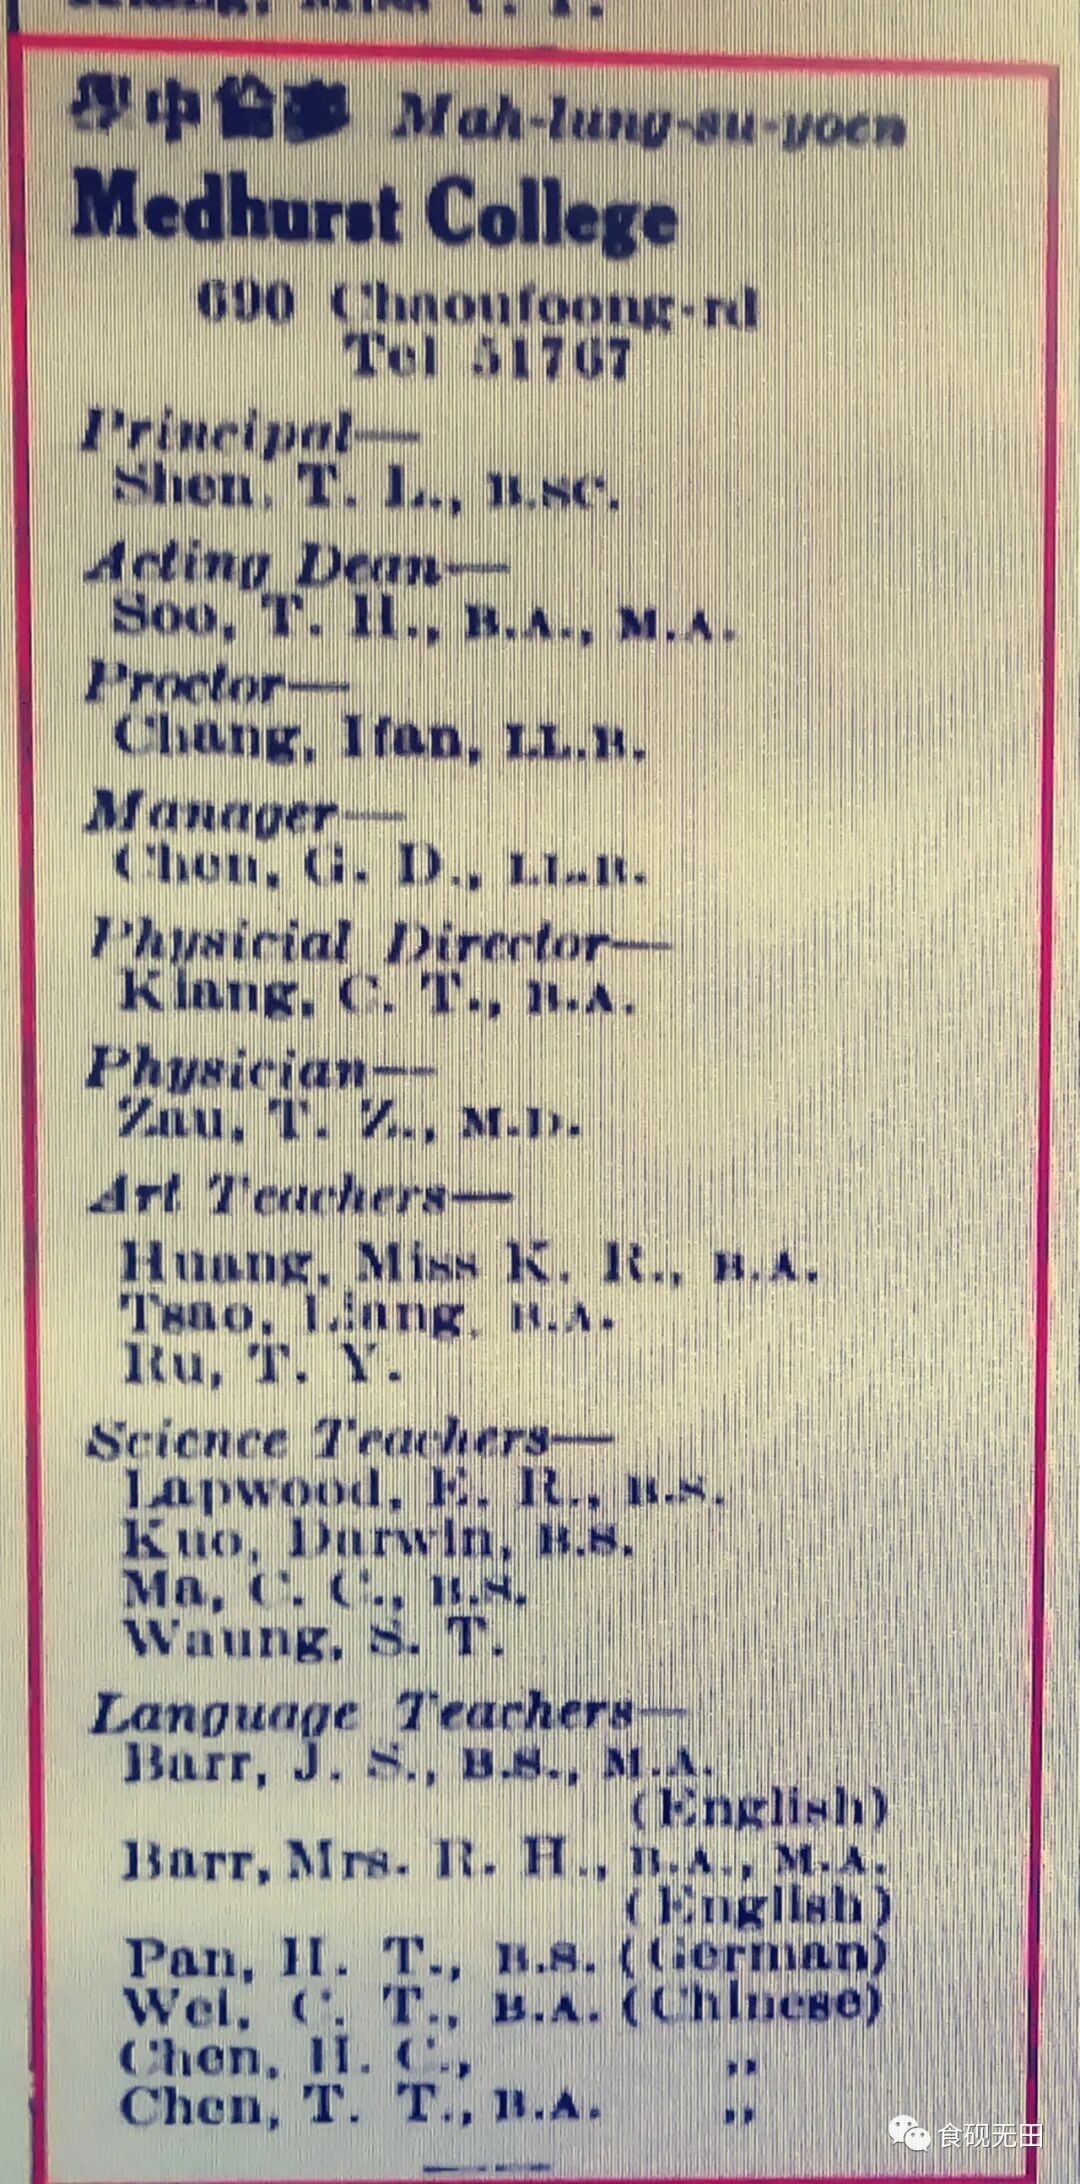 學中倫麥 Mah-lung-su-yoen
Medhurst College
690 Chaoufoong-rd
Tel 51767
Principal—
Shen, T. L., B.SC.
Acting Dean—
Soo, T. H., B.A., M.A.
Proctor—
Chang, Ifan, LL.B.
Manager—
Chen, G. D., LL.B.
Physicial Director—
Kiang, C. T., B.A.
Physician—
Zau, T. Z., M.D.
Art Teachers—
Huang, Miss K. R., B.A.
Tsao, Liang, B.A.
Ru, T. Y.
Science Teachers—
Lapwood, E. R., B.S.
Kuo, Darwin, B.S.
Ma, C. C., B.S.
Waung, S. T.
Language Teachers—
Barr, J. S., B.S., M.A.
(English)
Barr, Mrs. R. H., B.A., M.A.
(English)
Pan, H. T., B.S. (German)
Wei, C. T., B.A. (Chinese)
Chen, H. C., „
Chen, T. T., B.A. „
食砚无田